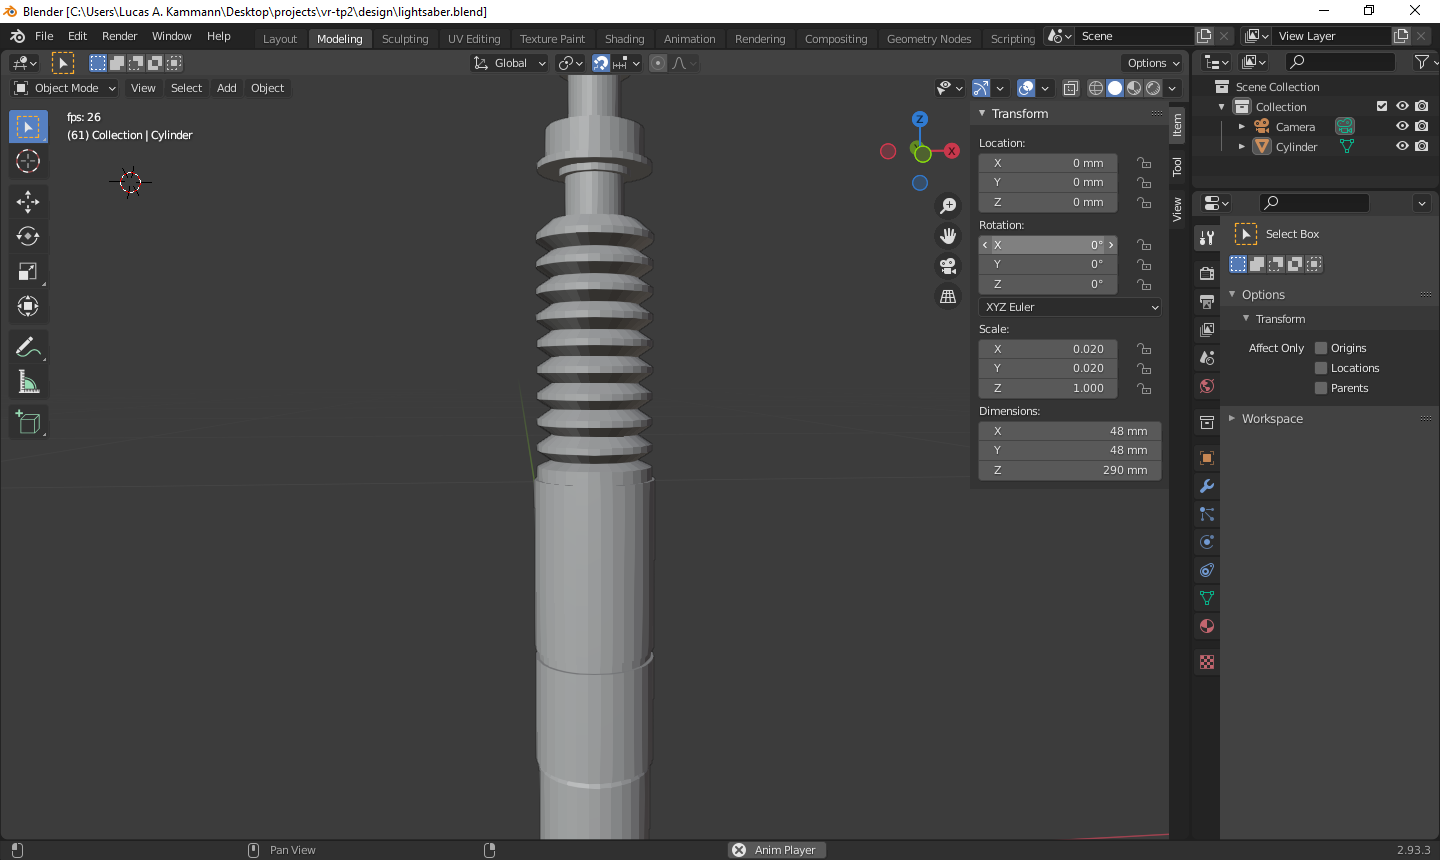 Blender [C:\Users\Lucas A. Kammann\Desktop\projects\vr-tp2\design\lightsaber.blend]
File Edit Render Window Help Layout Modeling Sculpting UV Editing Texture Paint Shading Animation Rendering Compositing Geometry Nodes Scripting Scene View Layer
Global Options
Object Mode View Select Add Object
fps: 26
(61) Collection | Cylinder
Z
X
Transform
Location:
X 0 mm
Y 0 mm
Z 0 mm
Rotation:
X 0°
Y 0°
Z 0°
XYZ Euler
Scale:
X 0.020
Y 0.020
Z 1.000
Dimensions:
X 48 mm
Y 48 mm
Z 290 mm
Item
Tool
View
Scene Collection
Collection
Camera
Cylinder
Select Box
Options
Transform
Affect Only Origins
Locations
Parents
Workspace
Pan View Anim Player 2.93.3